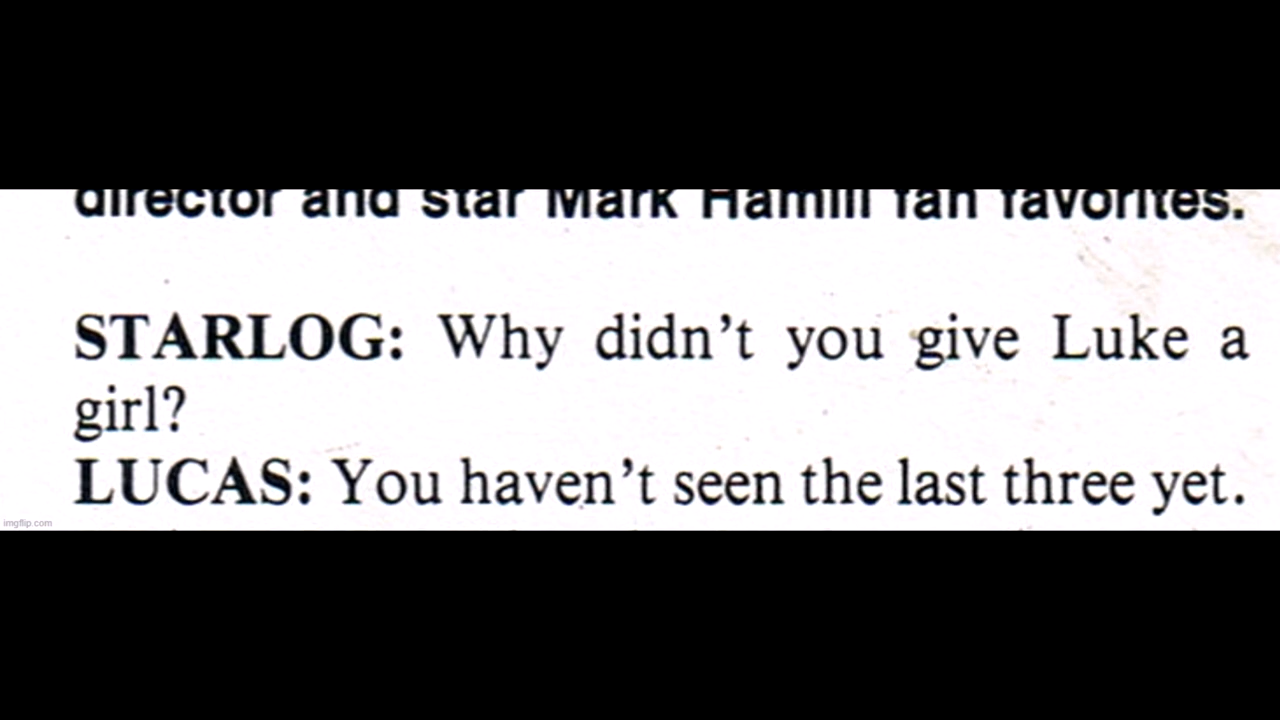 director and star Mark Hamill fan favorites.
STARLOG: Why didn't you give Luke a
girl?
LUCAS: You haven't seen the last three yet.
imgflip.com